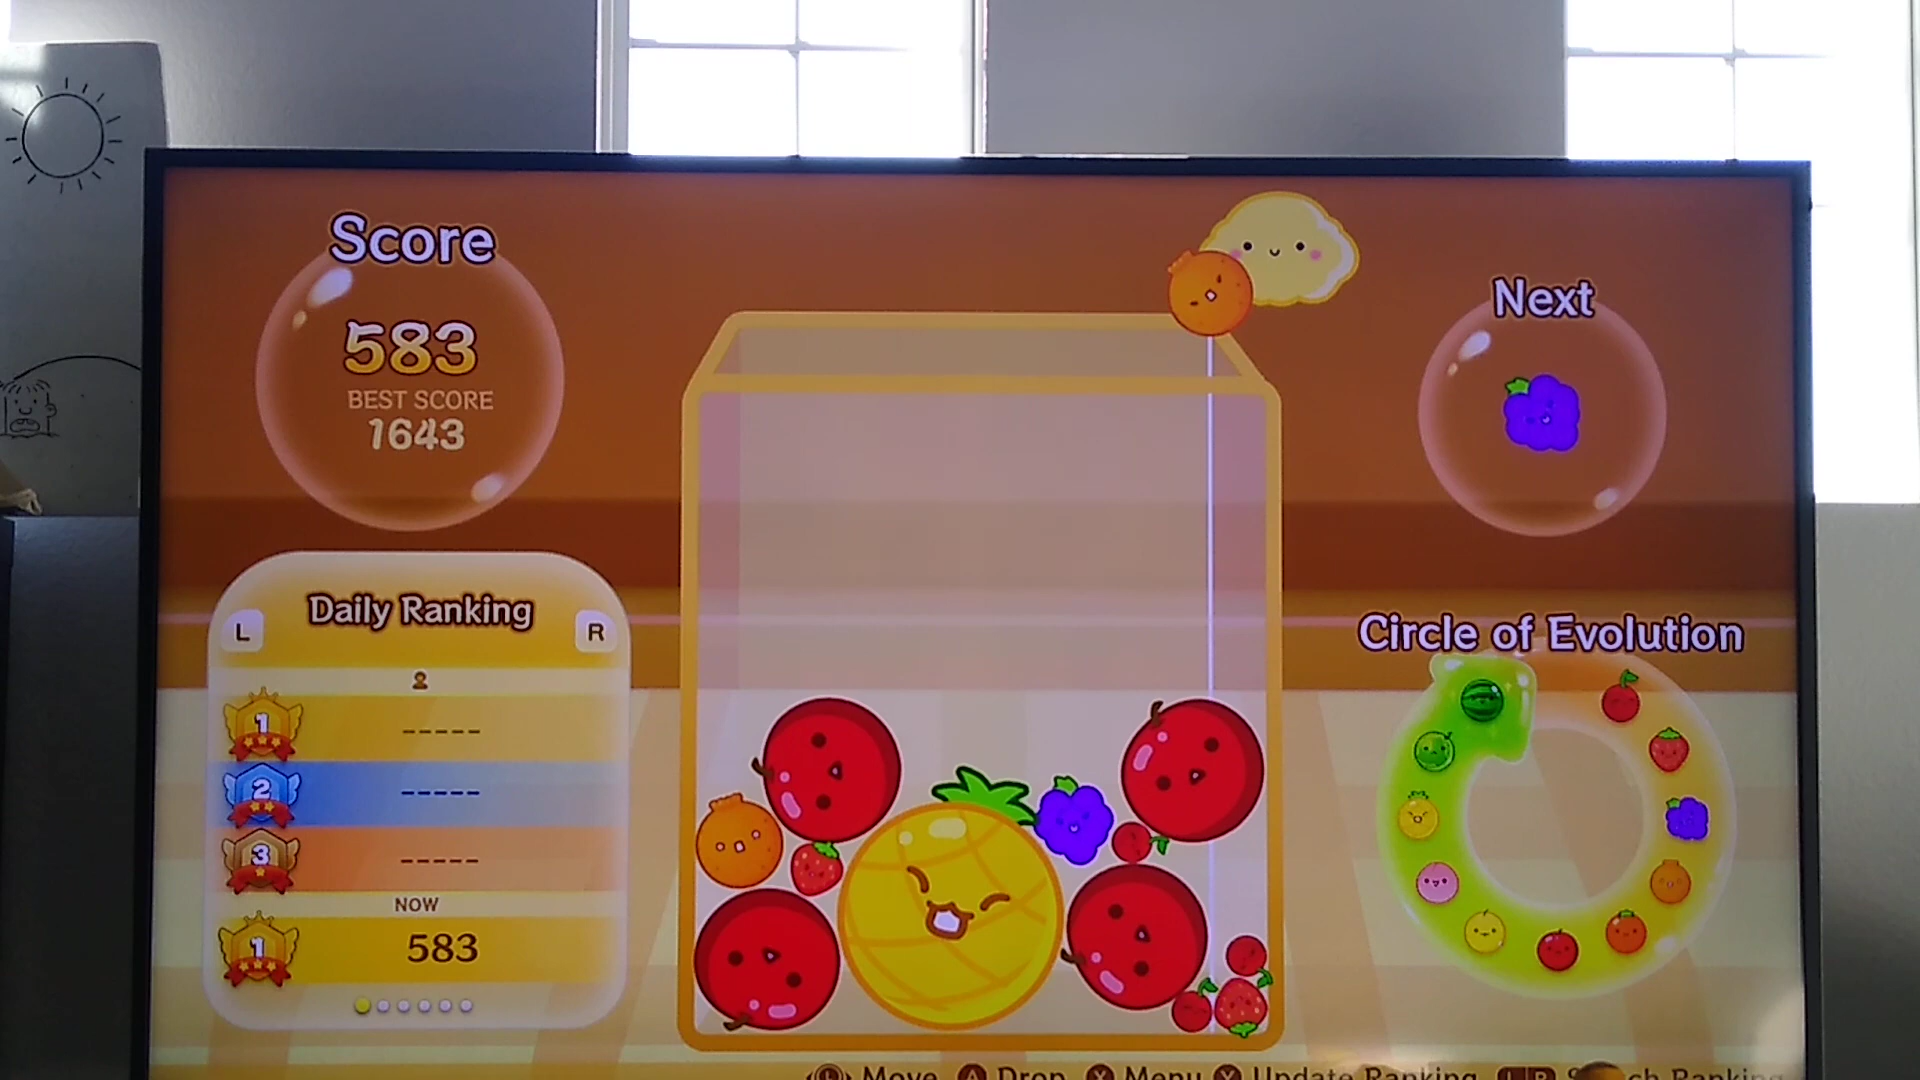 Score
583
BEST SCORE
1643
Next
L
Daily Ranking
R
1
-----
2
-----
3
-----
NOW
1
583
Circle of Evolution
L Move A Drop X Menu Y Update Ranking L R Ranking